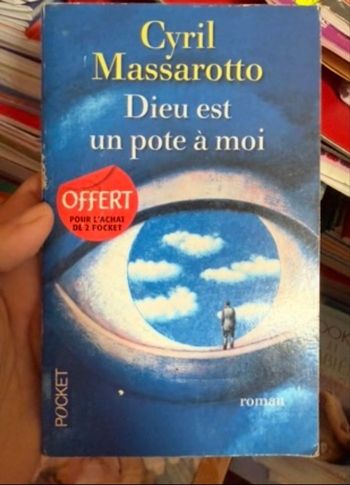 Cyril
Massarotto
Dieu est
un pote à moi
OFFERT
POUR L'ACHAT
DE 2 POCKET
POCKET
roman